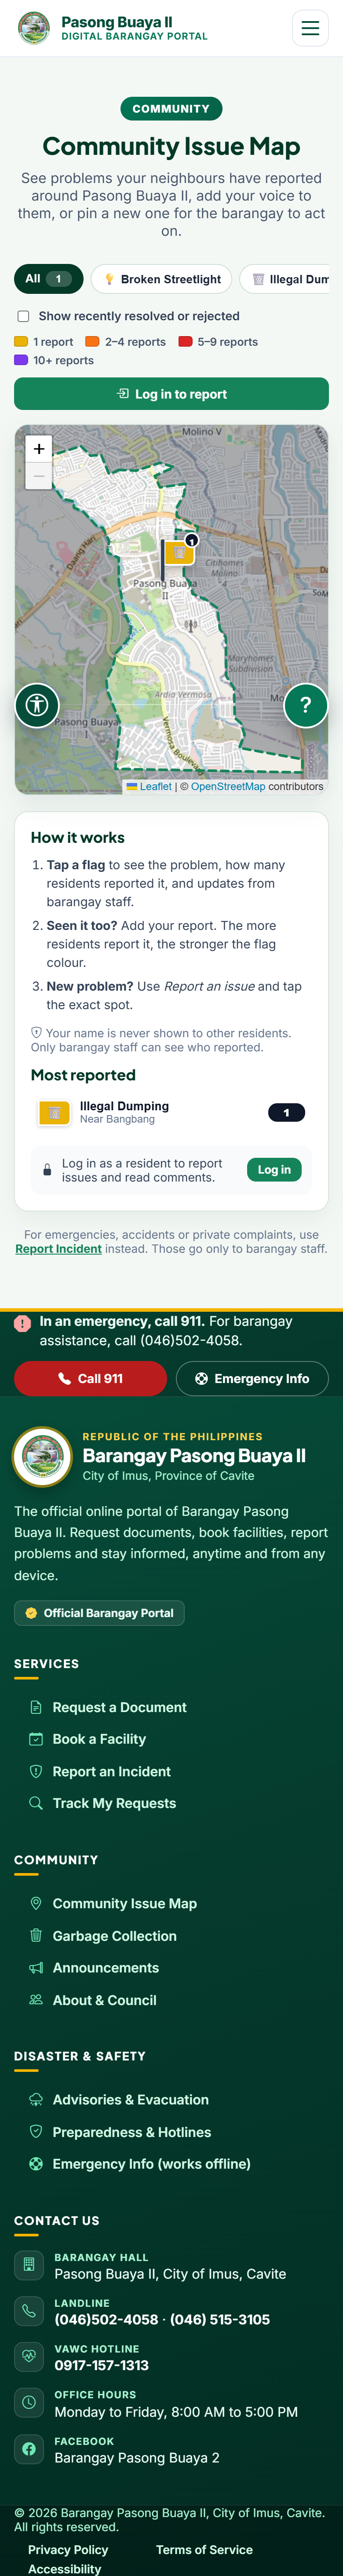 Pasong Buaya II
DIGITAL BARANGAY PORTAL
COMMUNITY
Community Issue Map
See problems your neighbours have reported
around Pasong Buaya II, add your voice to
them, or pin a new one for the barangay to act
on.
All 1
Broken Streetlight
Illegal Dum
Show recently resolved or rejected
1 report
2–4 reports
5–9 reports
10+ reports
Log in to report
Molino V
+
−
1
Citihomes
Molino
Pasong Buaya
II
Maryhomes
Subdivision
Ardia Vermosa
Pasong Buaya
I
Vermosa Boulevard
?
Leaflet | © OpenStreetMap contributors
How it works
1. Tap a flag to see the problem, how many
residents reported it, and updates from
barangay staff.
2. Seen it too? Add your report. The more
residents report it, the stronger the flag
colour.
3. New problem? Use Report an issue and tap
the exact spot.
Your name is never shown to other residents.
Only barangay staff can see who reported.
Most reported
Illegal Dumping
Near Bangbang
1
Log in as a resident to report
issues and read comments.
Log in
For emergencies, accidents or private complaints, use
Report Incident instead. Those go only to barangay staff.
In an emergency, call 911. For barangay
assistance, call (046)502-4058.
Call 911
Emergency Info
REPUBLIC OF THE PHILIPPINES
Barangay Pasong Buaya II
City of Imus, Province of Cavite
The official online portal of Barangay Pasong
Buaya II. Request documents, book facilities, report
problems and stay informed, anytime and from any
device.
Official Barangay Portal
SERVICES
Request a Document
Book a Facility
Report an Incident
Track My Requests
COMMUNITY
Community Issue Map
Garbage Collection
Announcements
About & Council
DISASTER & SAFETY
Advisories & Evacuation
Preparedness & Hotlines
Emergency Info (works offline)
CONTACT US
BARANGAY HALL
Pasong Buaya II, City of Imus, Cavite
LANDLINE
(046)502-4058 · (046) 515-3105
VAWC HOTLINE
0917-157-1313
OFFICE HOURS
Monday to Friday, 8:00 AM to 5:00 PM
FACEBOOK
Barangay Pasong Buaya 2
© 2026 Barangay Pasong Buaya II, City of Imus, Cavite.
All rights reserved.
Privacy Policy
Terms of Service
Accessibility